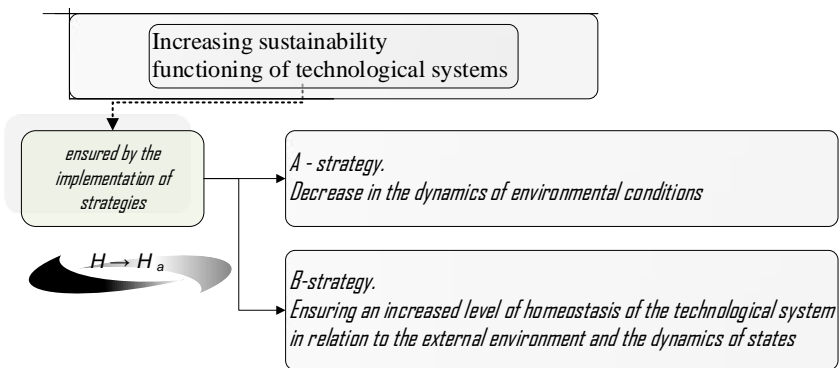 Increasing sustainability
functioning of technological systems
ensured by the
implementation of
strategies
A - strategy.
Decrease in the dynamics of environmental conditions
H → H a
B-strategy.
Ensuring an increased level of homeostasis of the technological system
in relation to the external environment and the dynamics of states